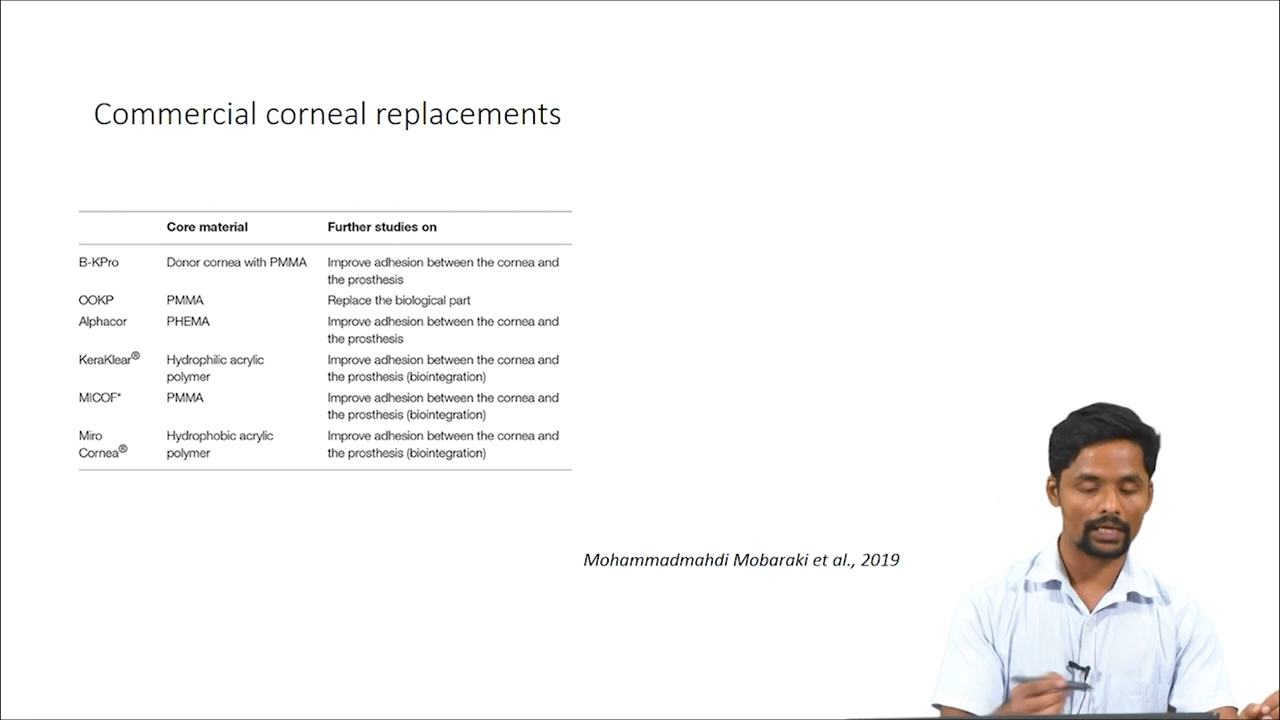 Commercial corneal replacements
Core material Further studies on
B-KPro Donor cornea with PMMA Improve adhesion between the cornea and
the prosthesis
OOKP PMMA Replace the biological part
Alphacor PHEMA Improve adhesion between the cornea and
the prosthesis
KeraKlear® Hydrophilic acrylic Improve adhesion between the cornea and
polymer the prosthesis (biointegration)
MICOF* PMMA Improve adhesion between the cornea and
the prosthesis (biointegration)
Miro Hydrophobic acrylic Improve adhesion between the cornea and
Cornea® polymer the prosthesis (biointegration)
Mohammadmahdi Mobaraki et al., 2019